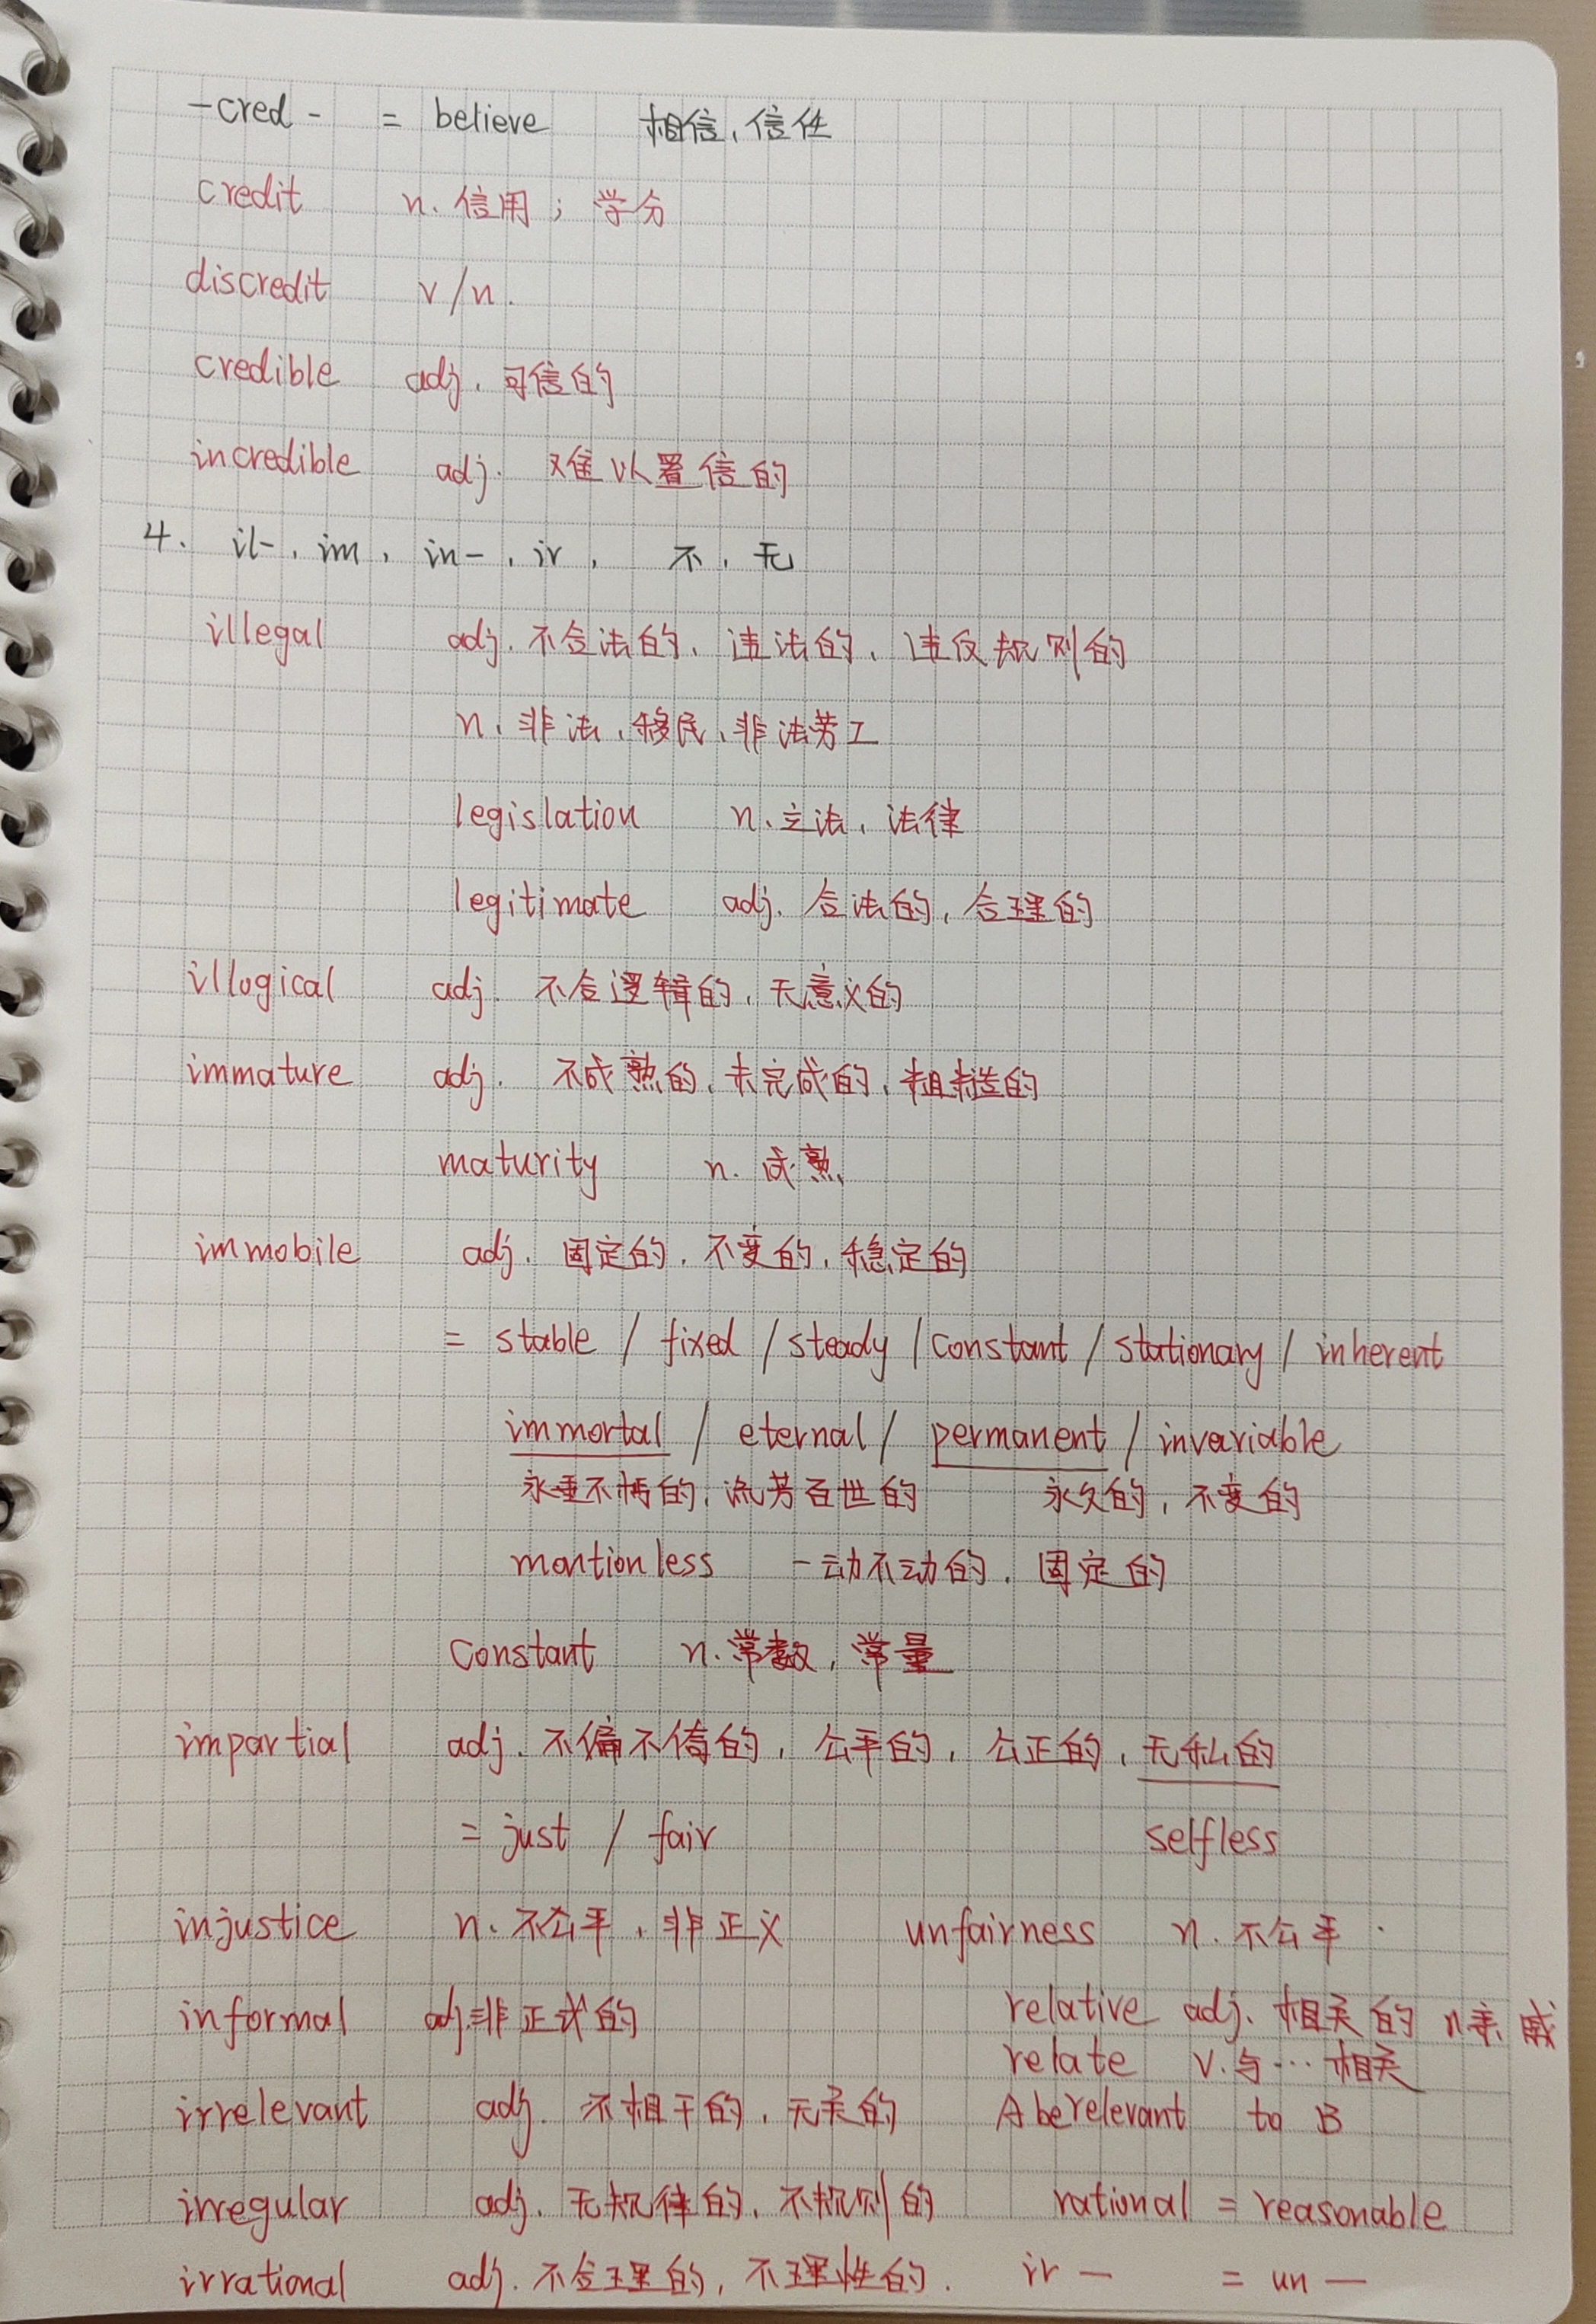 -cred- = believe 相信,信任
credit n. 信用; 学分
discredit v/n.
credible adj. 可信的
incredible adj. 难以置信的
4. il-, im, in-, ir, 不,无
illegal adj. 不合法的,违法的,违反规则的
n. 非法,移民,非法劳工
legislation n. 立法,法律
legitimate adj. 合法的,合理的
illogical adj. 不合逻辑的,无意义的
immature adj. 不成熟的,未完成的,粗糙的
maturity n. 成熟
immobile adj. 固定的,不变的,稳定的
= stable / fixed / steady / constant / stationary / inherent
immortal / eternal / permanent / invariable
永垂不朽的,流芳百世的 永久的,不变的
montionless 一动不动的,固定的
Constant n. 常数,常量
impartial adj. 不偏不倚的,公平的,公正的,无私的
= just / fair selfless
injustice n. 不公平,非正义 unfairness n. 不公平.
informal adj.非正式的 relative adj. 相关的 n亲戚
relate v. 与…相关
irrelevant adj. 不相干的,无关的 A be relevant to B
irregular adj. 无规律的,不规则的 rational = reasonable
irrational adj. 不合理的,不理性的. ir — = un —